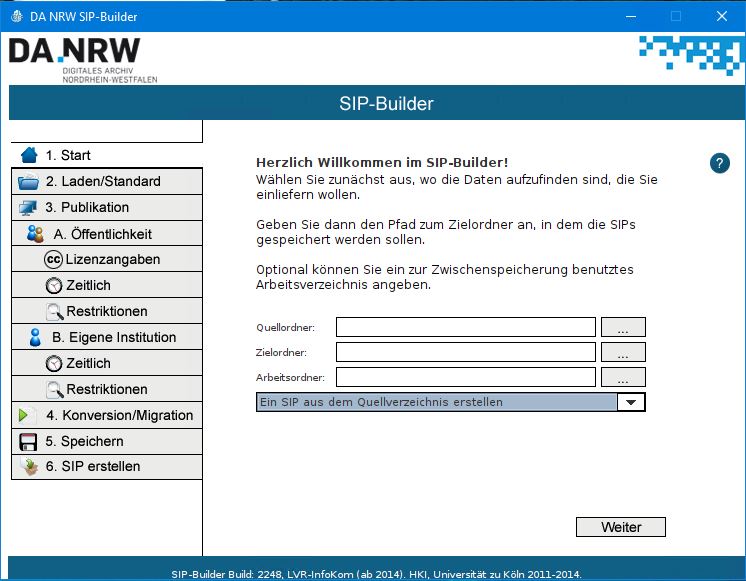 DA NRW SIP-Builder
DA.NRW
DIGITALES ARCHIV
NORDRHEIN-WESTFALEN
SIP-Builder
1. Start
2. Laden/Standard
3. Publikation
A. Öffentlichkeit
cc Lizenzangaben
Zeitlich
Restriktionen
B. Eigene Institution
Zeitlich
Restriktionen
4. Konversion/Migration
5. Speichern
6. SIP erstellen
Herzlich Willkommen im SIP-Builder!
?
Wählen Sie zunächst aus, wo die Daten aufzufinden sind, die Sie
einliefern wollen.
Geben Sie dann den Pfad zum Zielordner an, in dem die SIPs
gespeichert werden sollen.
Optional können Sie ein zur Zwischenspeicherung benutztes
Arbeitsverzeichnis angeben.
Quellordner: ...
Zielordner: ...
Arbeitsordner: ...
Ein SIP aus dem Quellverzeichnis erstellen
Weiter
SIP-Builder Build: 2248, LVR-InfoKom (ab 2014). HKI, Universität zu Köln 2011-2014.